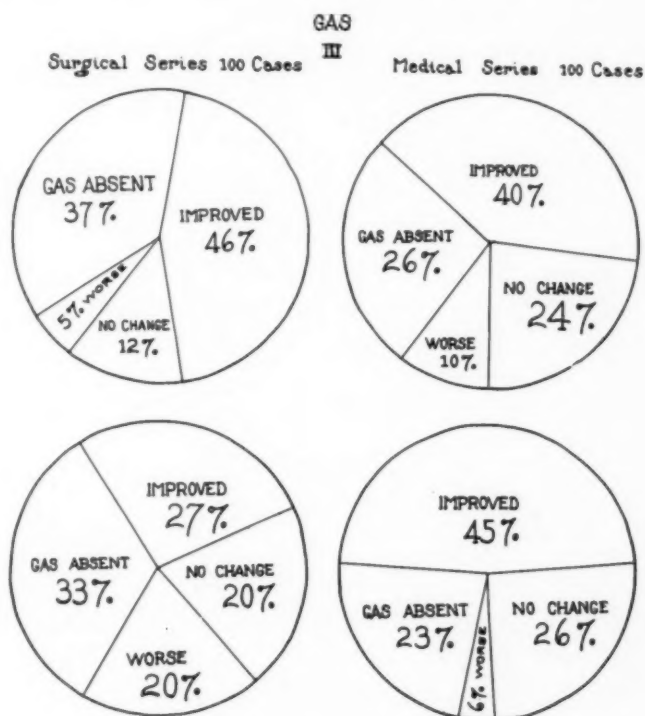 GAS
III
Surgical Series 100 Cases
Medical Series 100 Cases
GAS ABSENT
37%
IMPROVED
46%
5% WORSE
NO CHANGE
12%
IMPROVED
40%
GAS ABSENT
26%
NO CHANGE
24%
WORSE
10%
IMPROVED
27%
GAS ABSENT
33%
NO CHANGE
20%
WORSE
20%
IMPROVED
45%
GAS ABSENT
23%
6% WORSE
NO CHANGE
26%